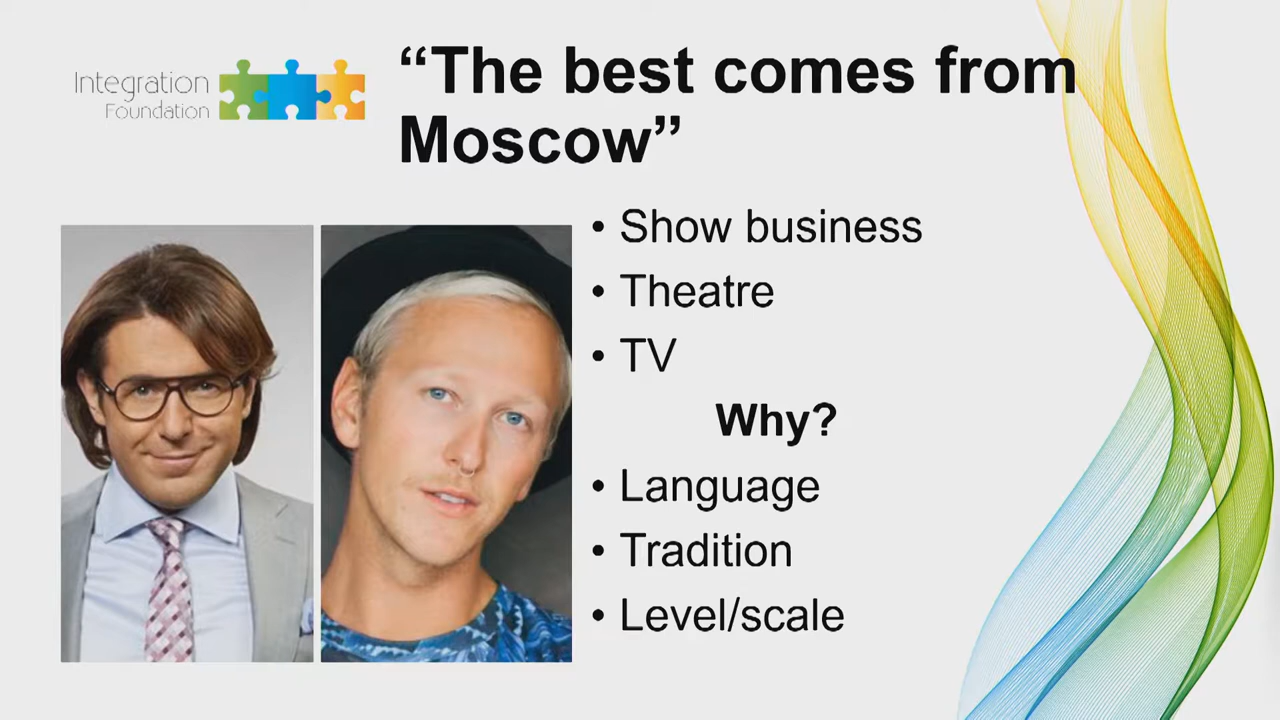 Integration
Foundation
“The best comes from
Moscow”
• Show business
• Theatre
• TV
Why?
• Language
• Tradition
• Level/scale